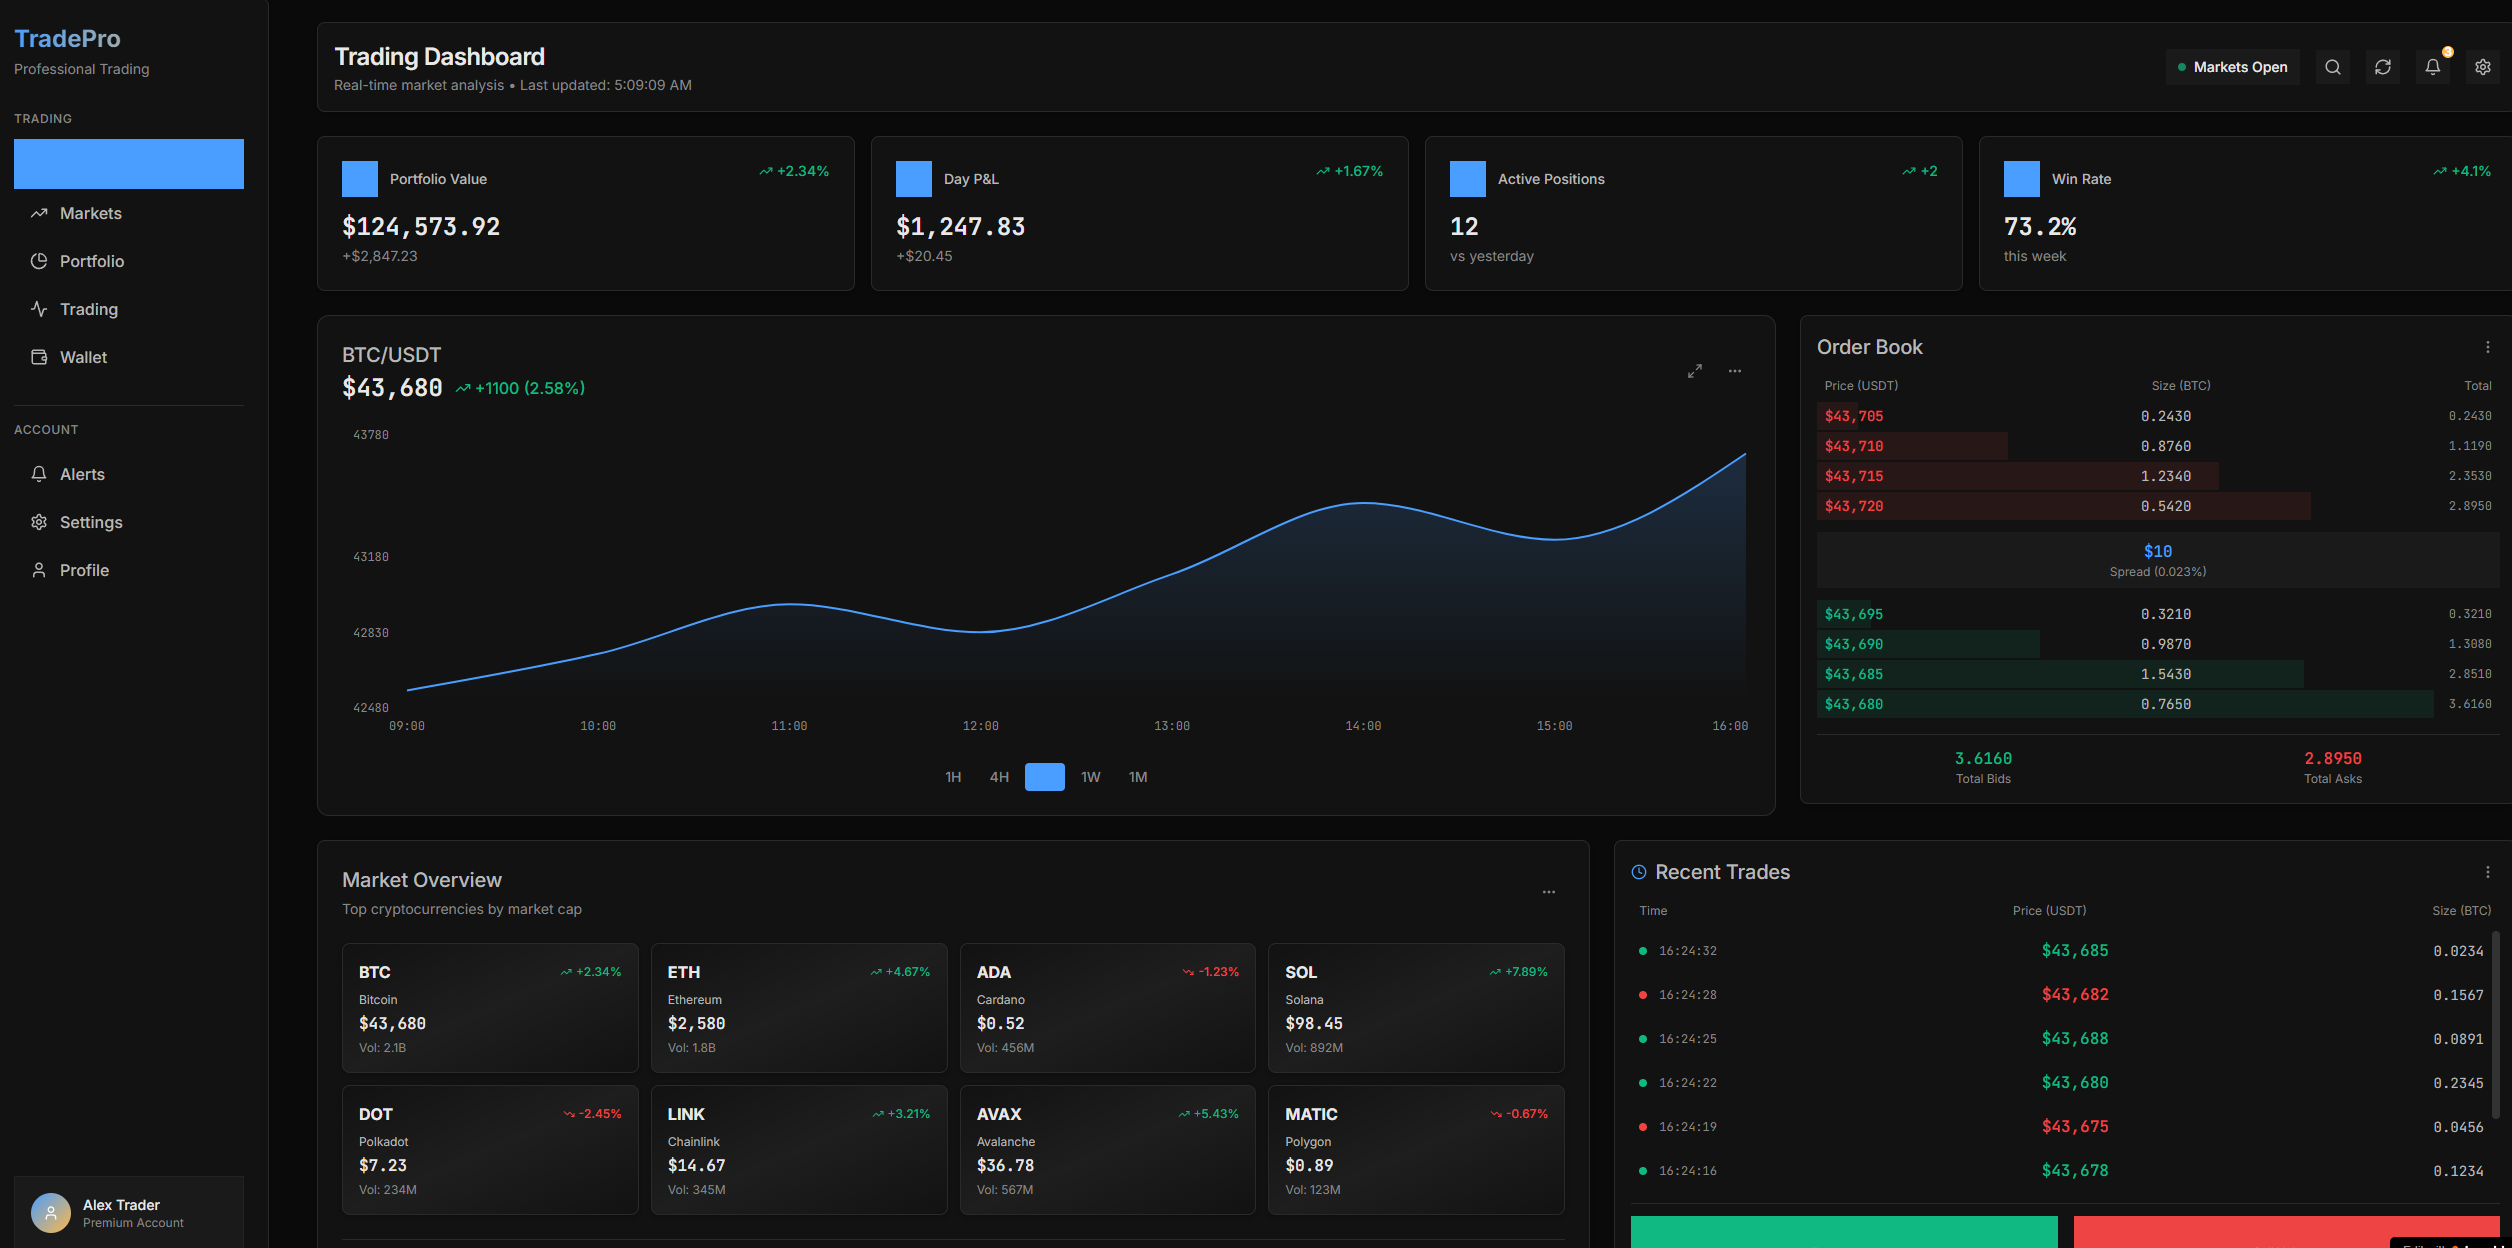 TradePro
Professional Trading
TRADING
Markets
Portfolio
Trading
Wallet
ACCOUNT
Alerts
Settings
Profile
Alex Trader
Premium Account
Trading Dashboard
Real-time market analysis • Last updated: 5:09:09 AM
Markets Open
3
Portfolio Value +2.34%
$124,573.92
+$2,847.23
Day P&L +1.67%
$1,247.83
+$20.45
Active Positions +2
12
vs yesterday
Win Rate +4.1%
73.2%
this week
BTC/USDT
$43,680 +1100 (2.58%)
43780
43180
42830
42480
09:00 10:00 11:00 12:00 13:00 14:00 15:00 16:00
1H 4H 1W 1M
Order Book
Price (USDT) Size (BTC) Total
$43,705 0.2430 0.2430
$43,710 0.8760 1.1190
$43,715 1.2340 2.3530
$43,720 0.5420 2.8950
$10
Spread (0.023%)
$43,695 0.3210 0.3210
$43,690 0.9870 1.3080
$43,685 1.5430 2.8510
$43,680 0.7650 3.6160
3.6160 2.8950
Total Bids Total Asks
Market Overview
Top cryptocurrencies by market cap
BTC +2.34%
Bitcoin
$43,680
Vol: 2.1B
ETH +4.67%
Ethereum
$2,580
Vol: 1.8B
ADA -1.23%
Cardano
$0.52
Vol: 456M
SOL +7.89%
Solana
$98.45
Vol: 892M
DOT -2.45%
Polkadot
$7.23
Vol: 234M
LINK +3.21%
Chainlink
$14.67
Vol: 345M
AVAX +5.43%
Avalanche
$36.78
Vol: 567M
MATIC -0.67%
Polygon
$0.89
Vol: 123M
Recent Trades
Time Price (USDT) Size (BTC)
16:24:32 $43,685 0.0234
16:24:28 $43,682 0.1567
16:24:25 $43,688 0.0891
16:24:22 $43,680 0.2345
16:24:19 $43,675 0.0456
16:24:16 $43,678 0.1234